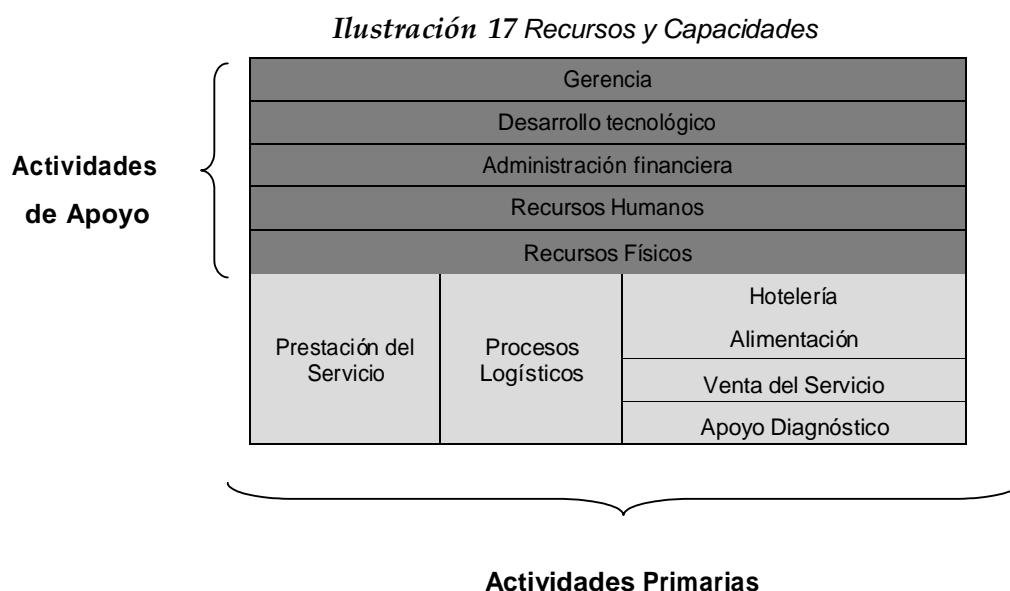 Ilustración 17 Recursos y Capacidades
Gerencia
Desarrollo tecnológico
Administración financiera
Recursos Humanos
Recursos Físicos
Actividades
de Apoyo
Prestación del
Servicio
Procesos
Logísticos
Hotelería
Alimentación
Venta del Servicio
Apoyo Diagnóstico
Actividades Primarias